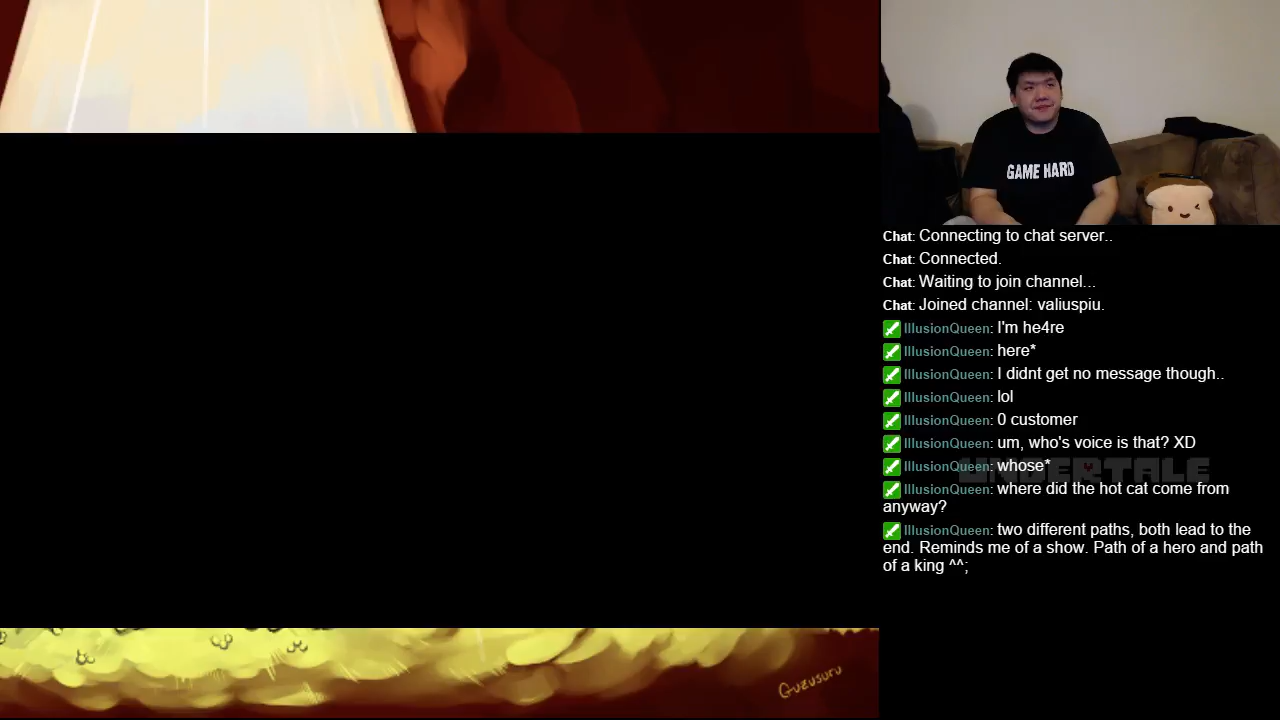 GAME HARD
Chat: Connecting to chat server..
Chat: Connected.
Chat: Waiting to join channel...
Chat: Joined channel: valiuspiu.
IllusionQueen: I'm he4re
IllusionQueen: here*
IllusionQueen: I didnt get no message though..
IllusionQueen: lol
IllusionQueen: 0 customer
IllusionQueen: um, who's voice is that? XD
IllusionQueen: whose*
UNDERTALE
IllusionQueen: where did the hot cat come from
anyway?
IllusionQueen: two different paths, both lead to the
end. Reminds me of a show. Path of a hero and path
of a king ^^;
Guzusuru